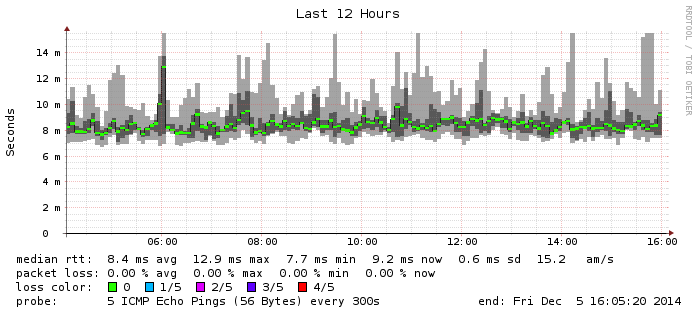 Last 12 Hours
RRDTOOL / TOBI OETIKER
Seconds
14 m
12 m
10 m
8 m
6 m
4 m
2 m
0
06:00 08:00 10:00 12:00 14:00 16:00
median rtt: 8.4 ms avg 12.9 ms max 7.7 ms min 9.2 ms now 0.6 ms sd 15.2 am/s
packet loss: 0.00 % avg 0.00 % max 0.00 % min 0.00 % now
loss color: 0 1/5 2/5 3/5 4/5
probe: 5 ICMP Echo Pings (56 Bytes) every 300s end: Fri Dec 5 16:05:20 2014